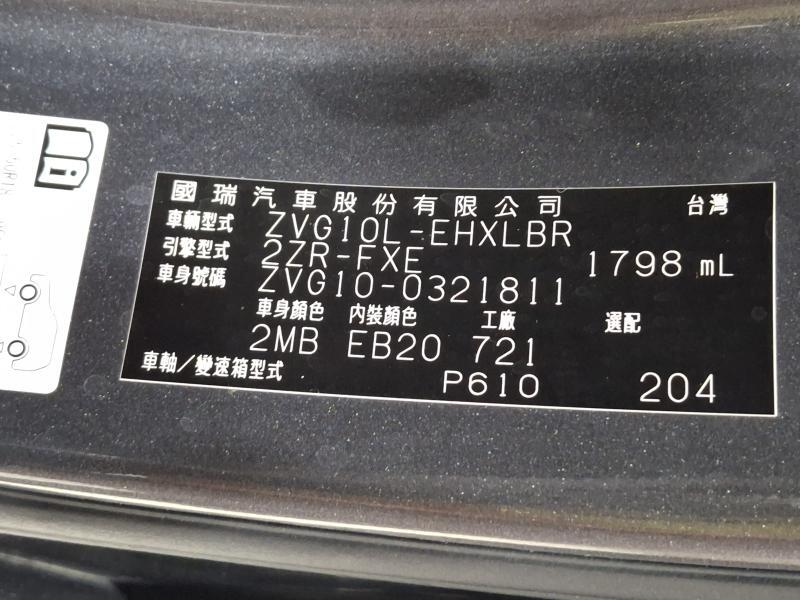 國瑞汽車股份有限公司 台灣
車輛型式 ZVG10L-EHXLBR
引擎型式 2ZR-FXE 1798 mL
車身號碼 ZVG10-0321811
車身顏色 內裝顏色 工廠 選配
2MB EB20 721
車軸/變速箱型式 P610 204